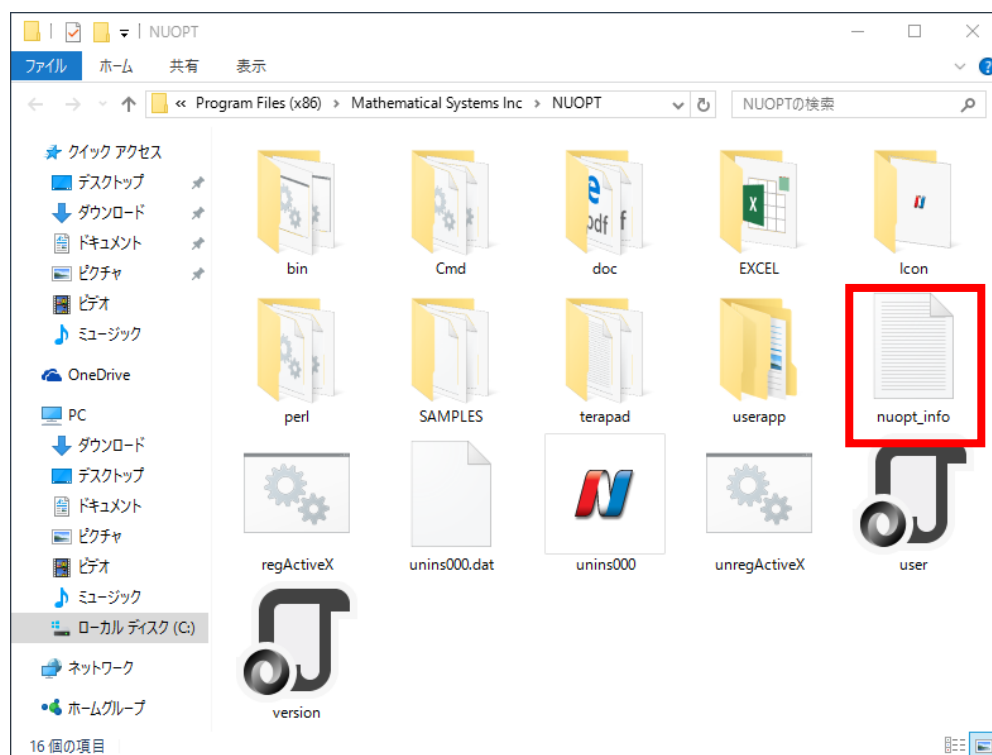 NUOPT
ファイル ホーム 共有 表示
« Program Files (x86) › Mathematical Systems Inc › NUOPT
NUOPTの検索
クイック アクセス
デスクトップ
ダウンロード
ドキュメント
ピクチャ
ビデオ
ミュージック
OneDrive
PC
ダウンロード
デスクトップ
ドキュメント
ピクチャ
ビデオ
ミュージック
ローカル ディスク (C:)
ネットワーク
ホームグループ
bin Cmd doc EXCEL Icon
perl SAMPLES terapad userapp nuopt_info
regActiveX unins000.dat unins000 unregActiveX user
version
16 個の項目